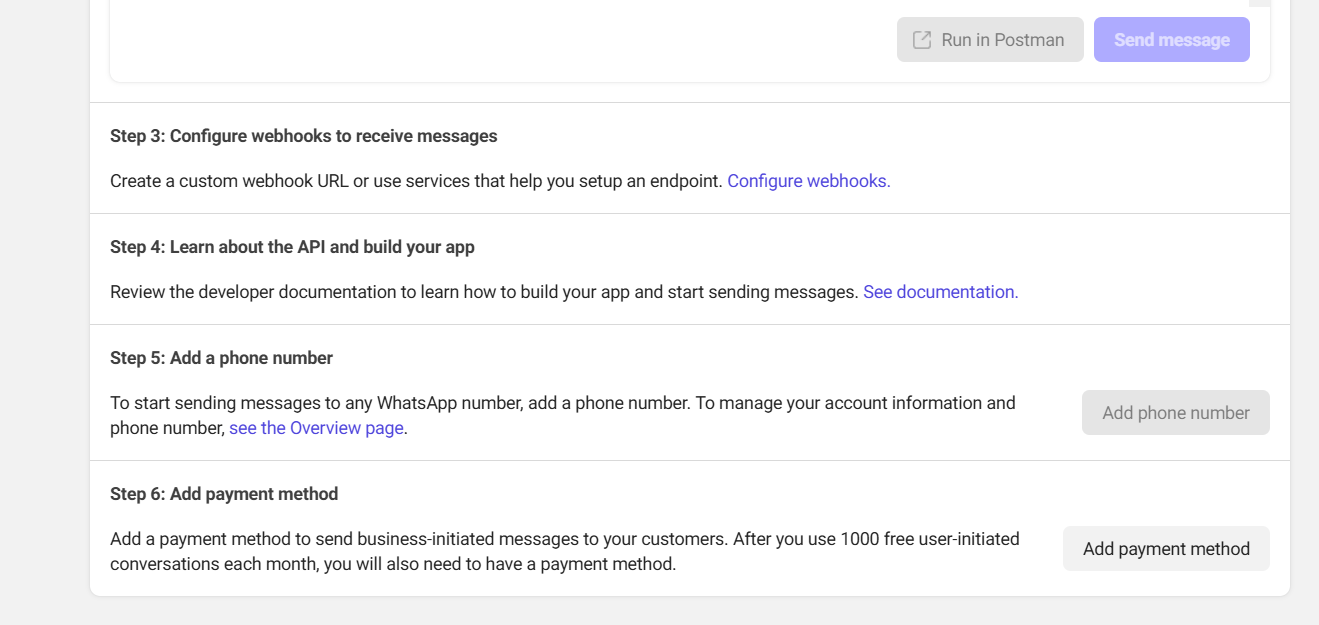 Run in Postman
Send message
Step 3: Configure webhooks to receive messages
Create a custom webhook URL or use services that help you setup an endpoint. Configure webhooks.
Step 4: Learn about the API and build your app
Review the developer documentation to learn how to build your app and start sending messages. See documentation.
Step 5: Add a phone number
To start sending messages to any WhatsApp number, add a phone number. To manage your account information and
phone number, see the Overview page.
Add phone number
Step 6: Add payment method
Add a payment method to send business-initiated messages to your customers. After you use 1000 free user-initiated
conversations each month, you will also need to have a payment method.
Add payment method